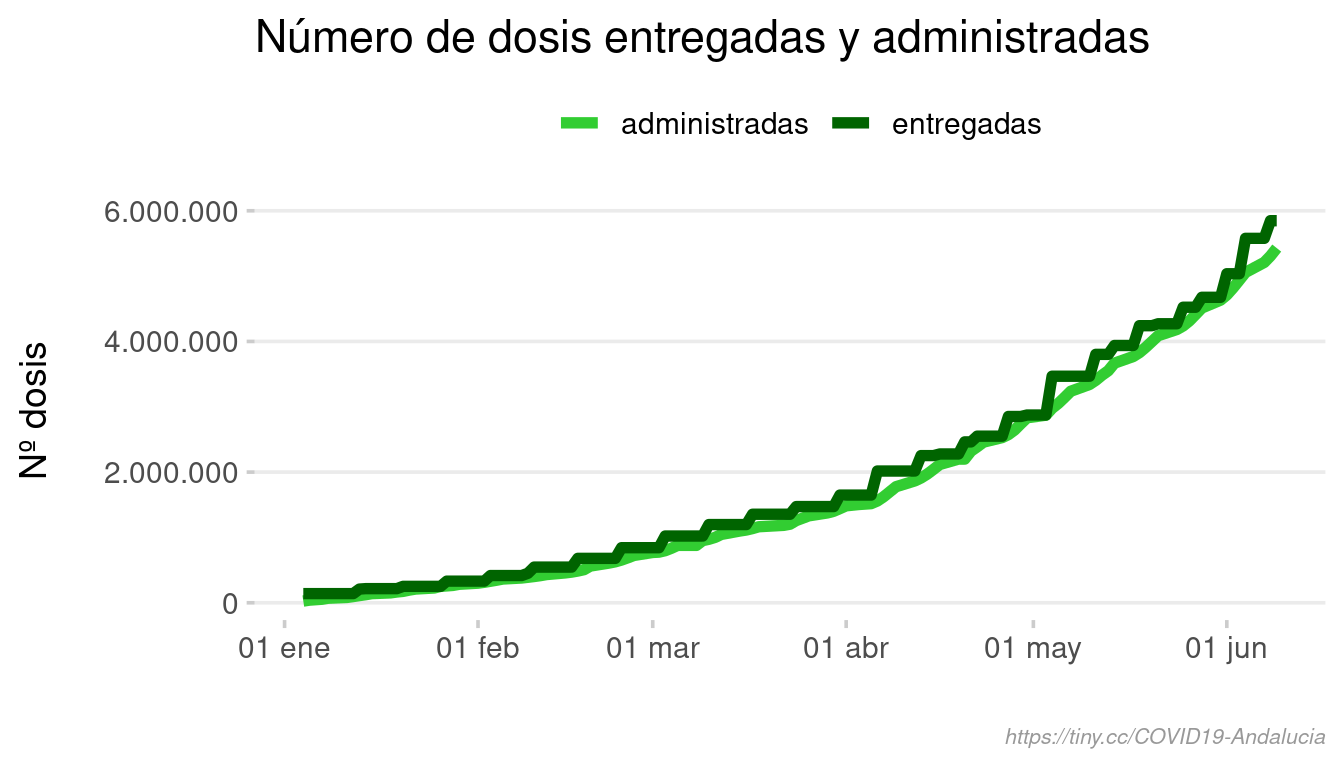 Número de dosis entregadas y administradas
administradas entregadas
6.000.000
4.000.000
2.000.000
0
Nº dosis
01 ene 01 feb 01 mar 01 abr 01 may 01 jun
https://tiny.cc/COVID19-Andalucia